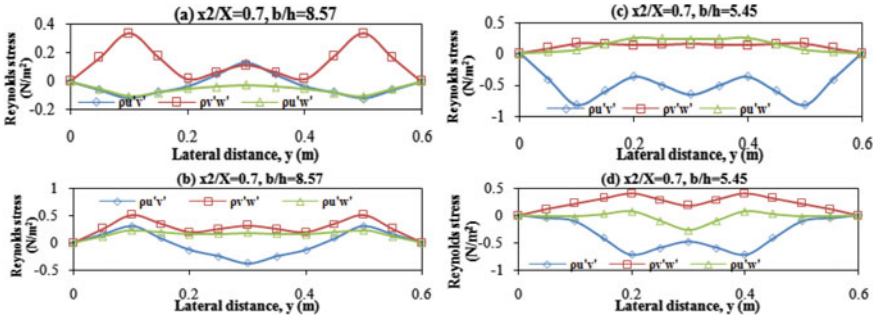 (a) x2/X=0.7, b/h=8.57
Reynolds stress
(N/m²)
0.4
0.2
0
-0.2
ρu'v' ρv'w' ρu'w'
0 0.2 0.4 0.6
Lateral distance, y (m)
(b) x2/X=0.7, b/h=8.57
Reynolds stress
(N/m²)
1
0.5
0
-0.5
ρu'v' ρv'w' ρu'w'
0 0.2 0.4 0.6
Lateral distance, y (m)
(c) x2/X=0.7, b/h=5.45
Reynolds stress
(N/m²)
0.5
0
-0.5
-1
ρu'v' ρv'w' ρu'w'
0 0.2 0.4 0.6
Lateral distance, y (m)
(d) x2/X=0.7, b/h=5.45
Reynolds stress
(N/m²)
0.5
0
-0.5
-1
ρu'v' ρv'w' ρu'w'
0 0.2 0.4 0.6
Lateral distance, y (m)